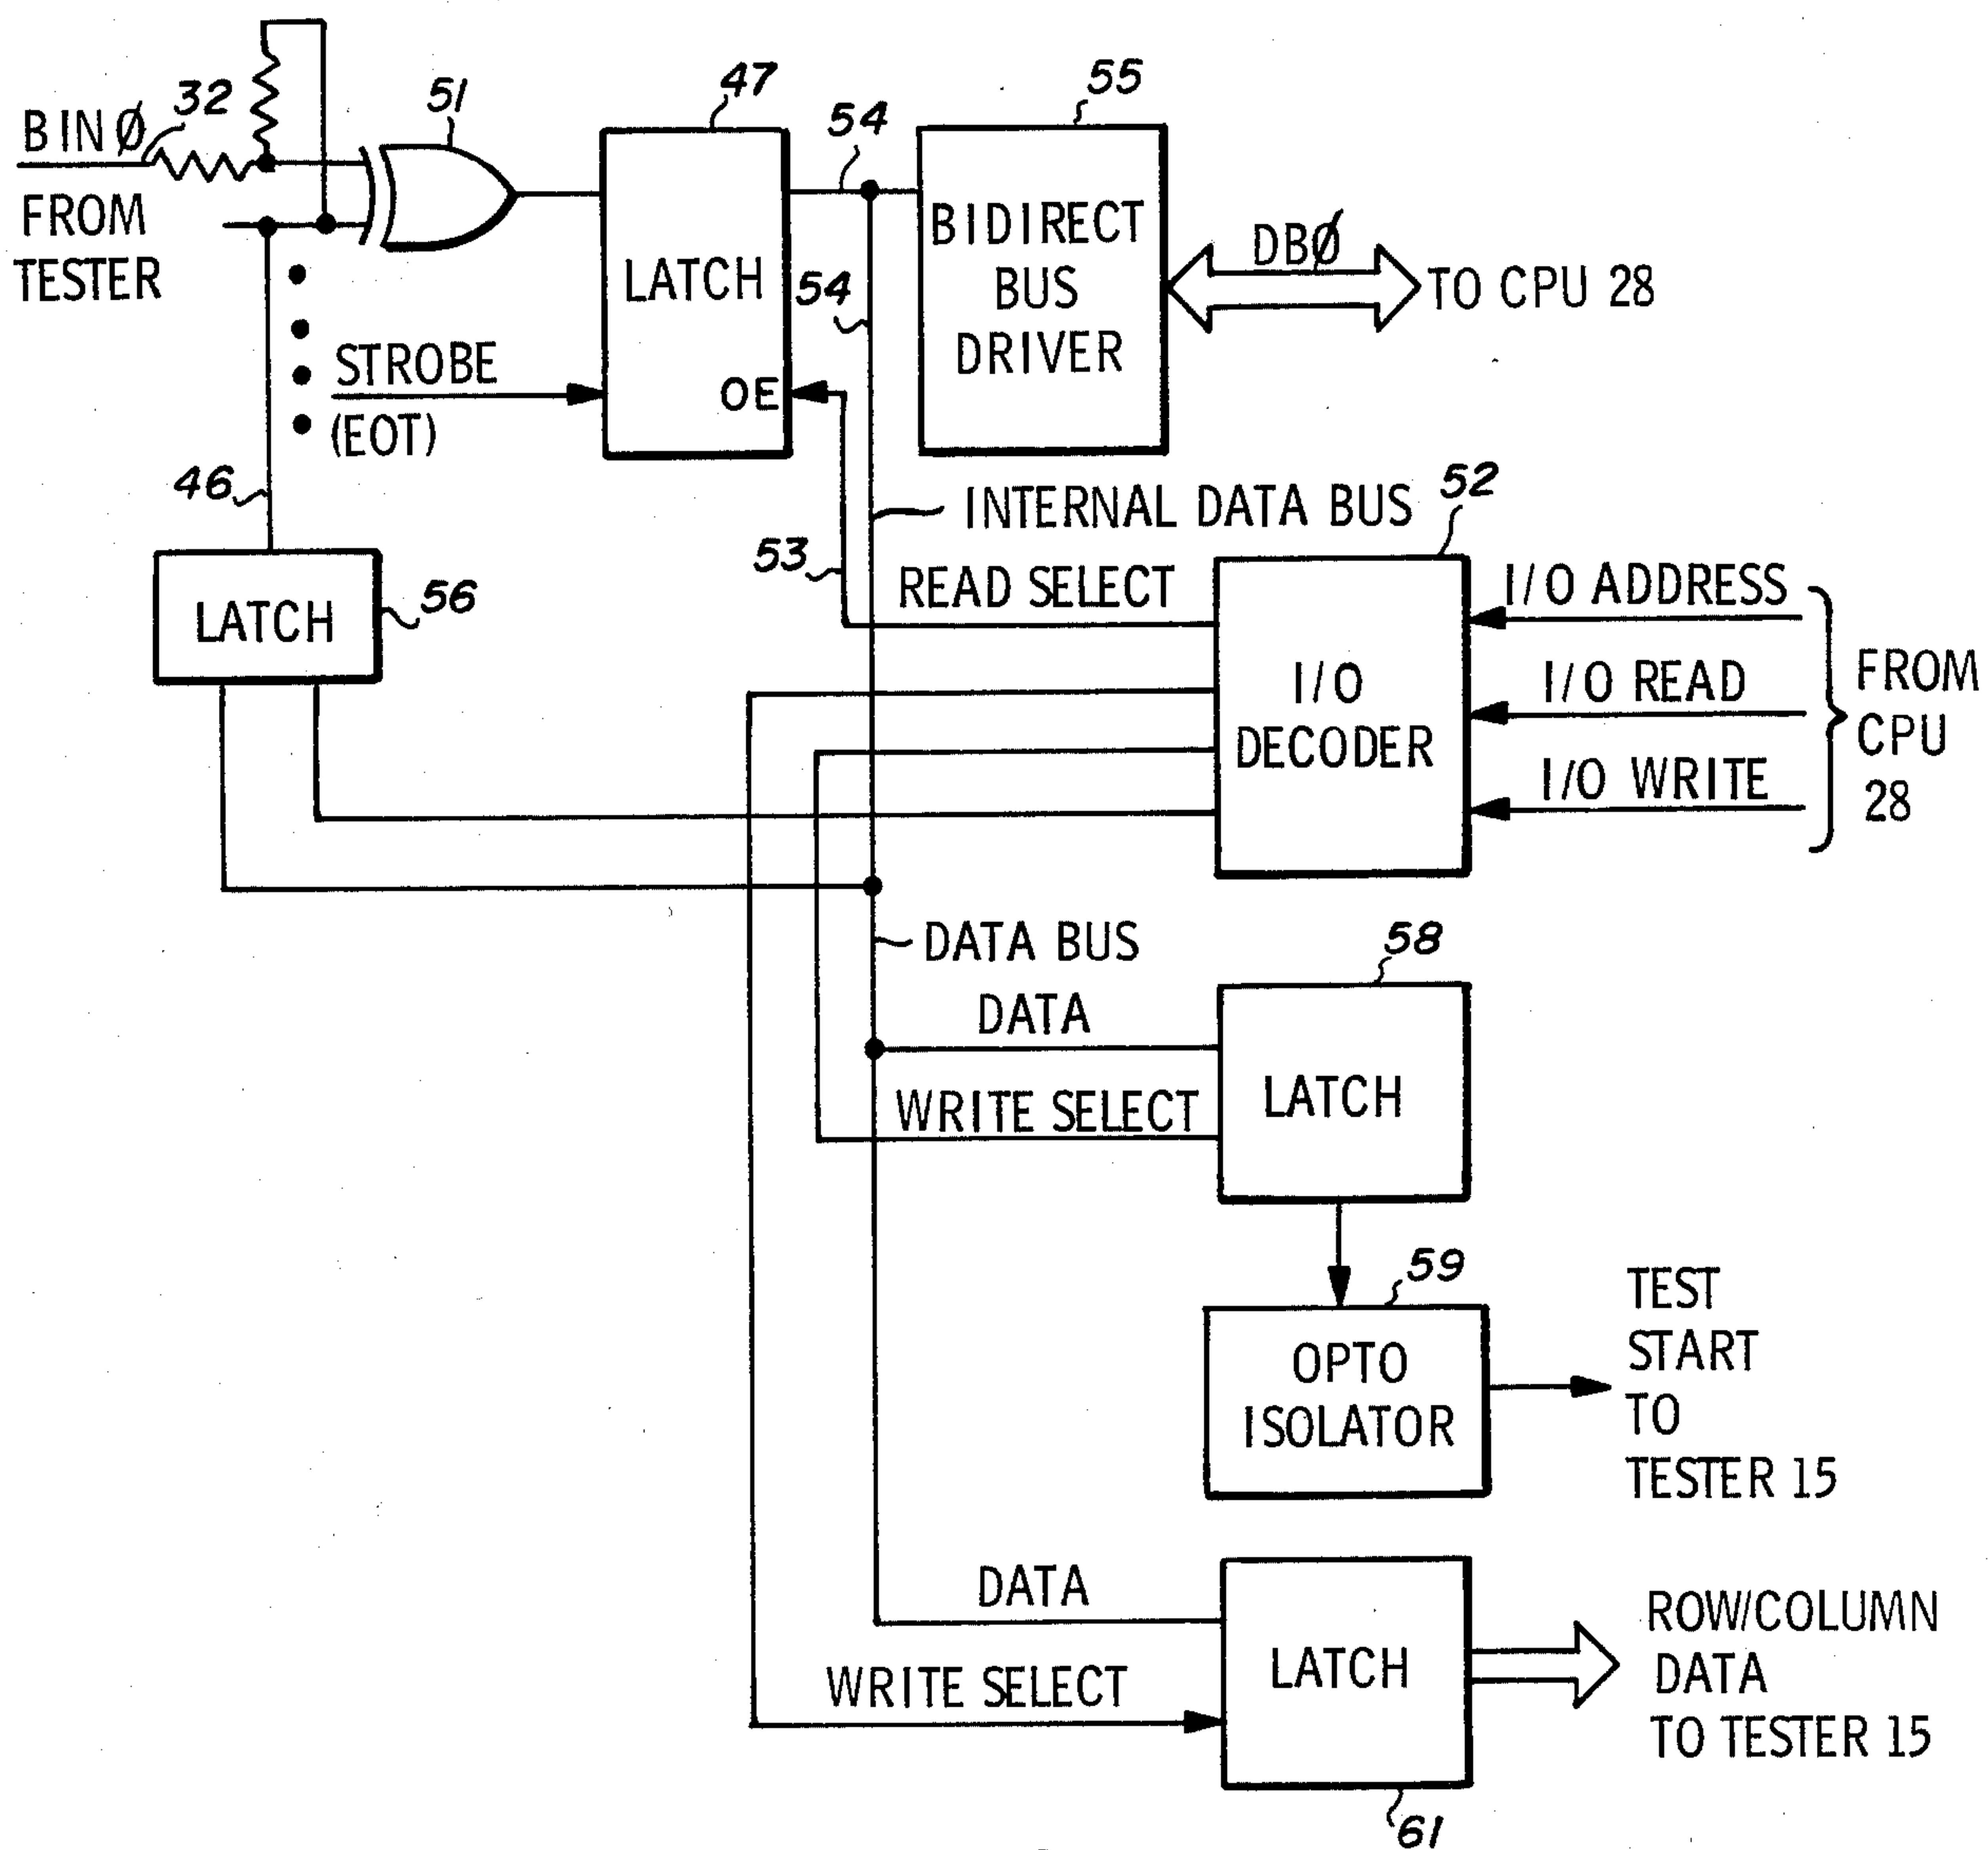 32
BIN Ø
FROM
TESTER
51
47
LATCH
OE
54
54
55
BIDIRECT
BUS
DRIVER
DBØ
TO CPU 28
STROBE
(EOT)
46
LATCH
56
INTERNAL DATA BUS
53
READ SELECT
52
I/O
DECODER
I/O ADDRESS
I/O READ
I/O WRITE
FROM
CPU
28
DATA BUS
DATA
WRITE SELECT
58
LATCH
59
OPTO
ISOLATOR
TEST
START
TO
TESTER 15
DATA
WRITE SELECT
LATCH
61
ROW/COLUMN
DATA
TO TESTER 15